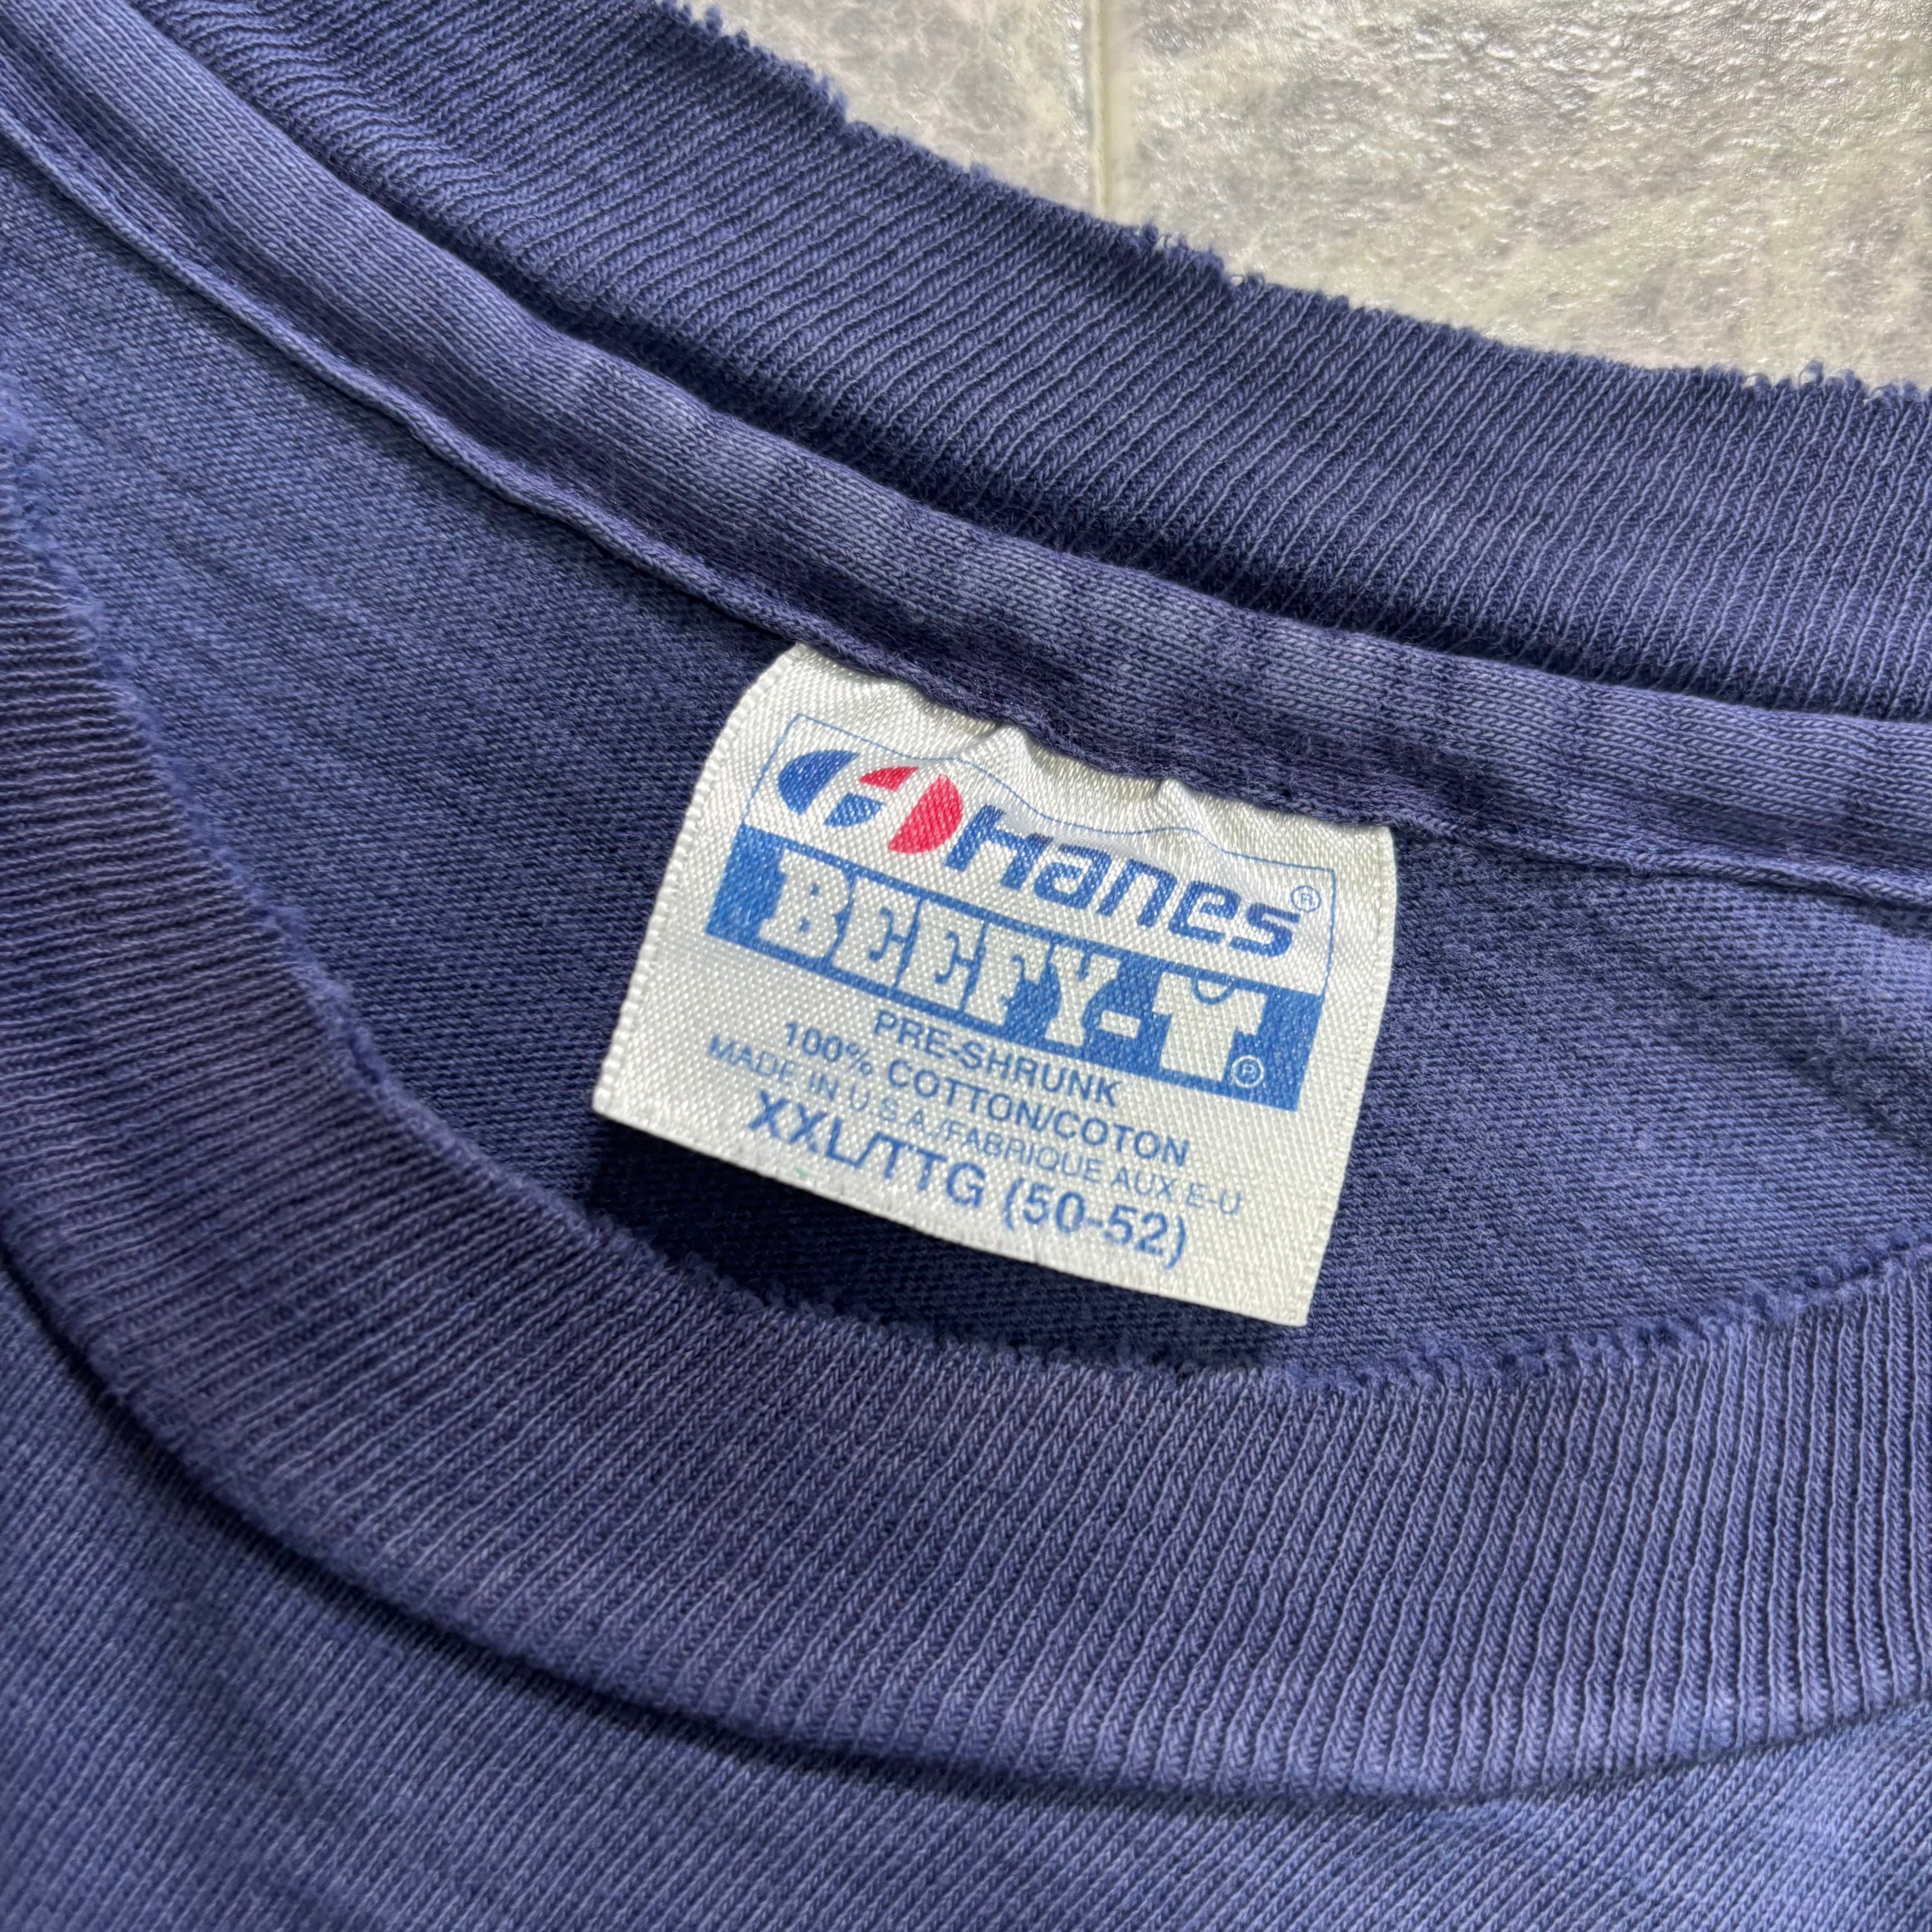 Hanes®
BEEFY-T®
PRE-SHRUNK
100% COTTON/COTON
MADE IN U.S.A./FABRIQUE AUX E-U
XXL/TTG (50-52)